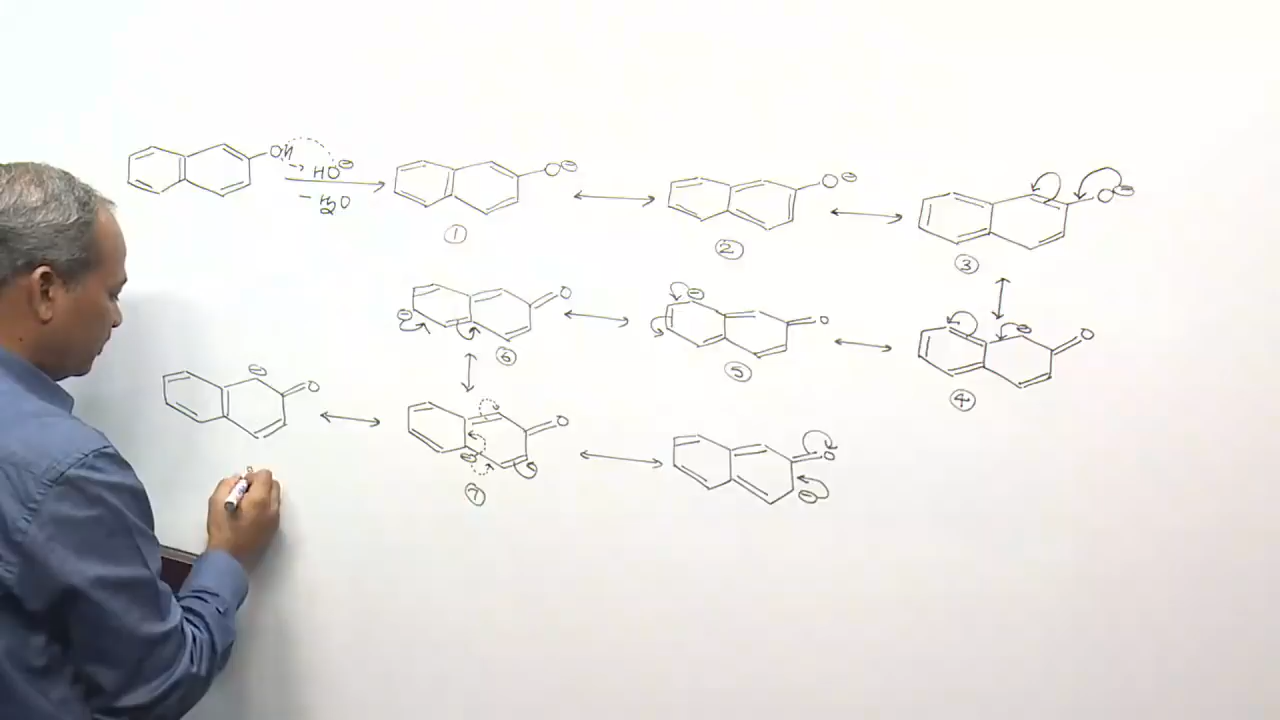 OH HO⊖
− H2O
O⊖
①
O⊖
②
O⊖
③
⊖ O
④
⊖ O
⑤
⊖ O
⑥
⊖ O
⊖ O
⑦
O ⊖